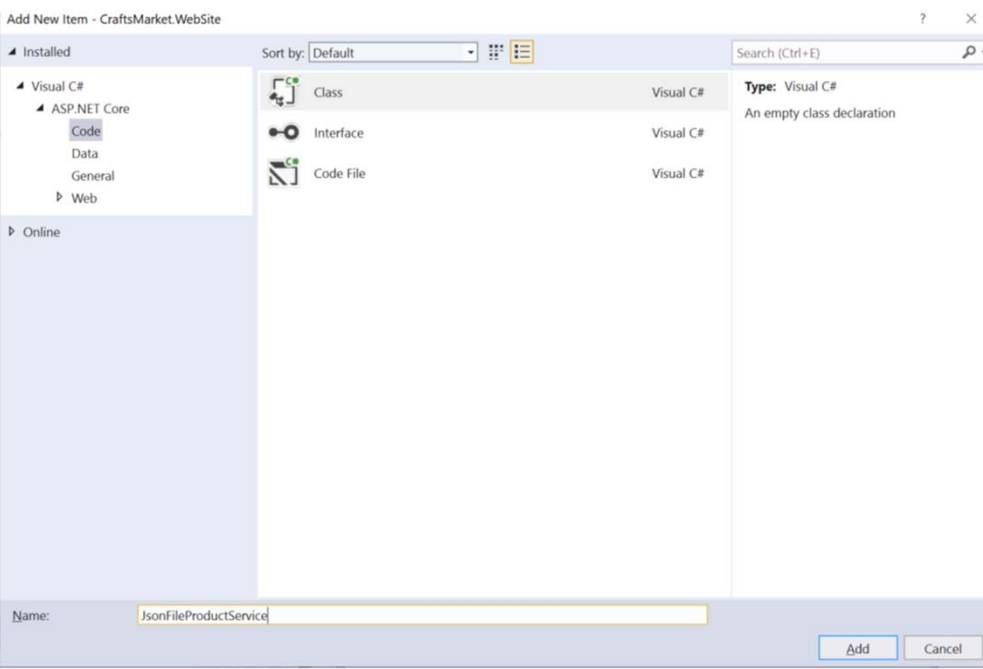 Add New Item - CraftsMarket.WebSite ?
Installed
Sort by: Default
Search (Ctrl+E)
Visual C#
ASP.NET Core
Code
Data
General
Web
Online
Class Visual C#
Interface Visual C#
Code File Visual C#
Type: Visual C#
An empty class declaration
Name: JsonFileProductService
Add Cancel